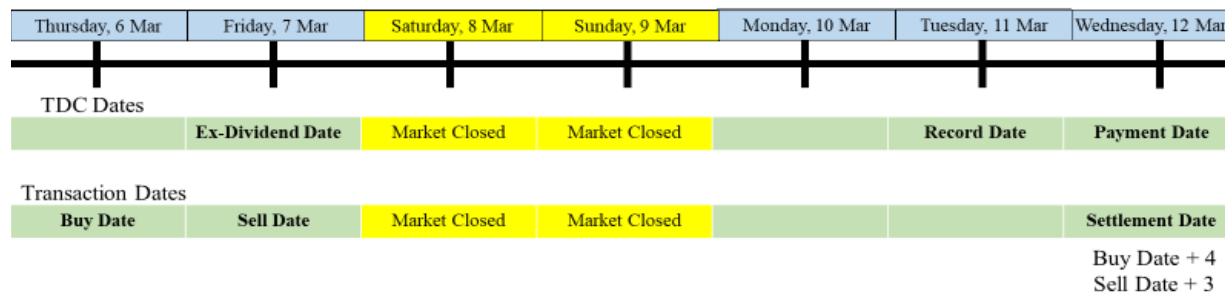 Thursday, 6 Mar Friday, 7 Mar Saturday, 8 Mar Sunday, 9 Mar Monday, 10 Mar Tuesday, 11 Mar Wednesday, 12 Mar
TDC Dates
Ex-Dividend Date Market Closed Market Closed Record Date Payment Date
Transaction Dates
Buy Date Sell Date Market Closed Market Closed Settlement Date
Buy Date + 4
Sell Date + 3